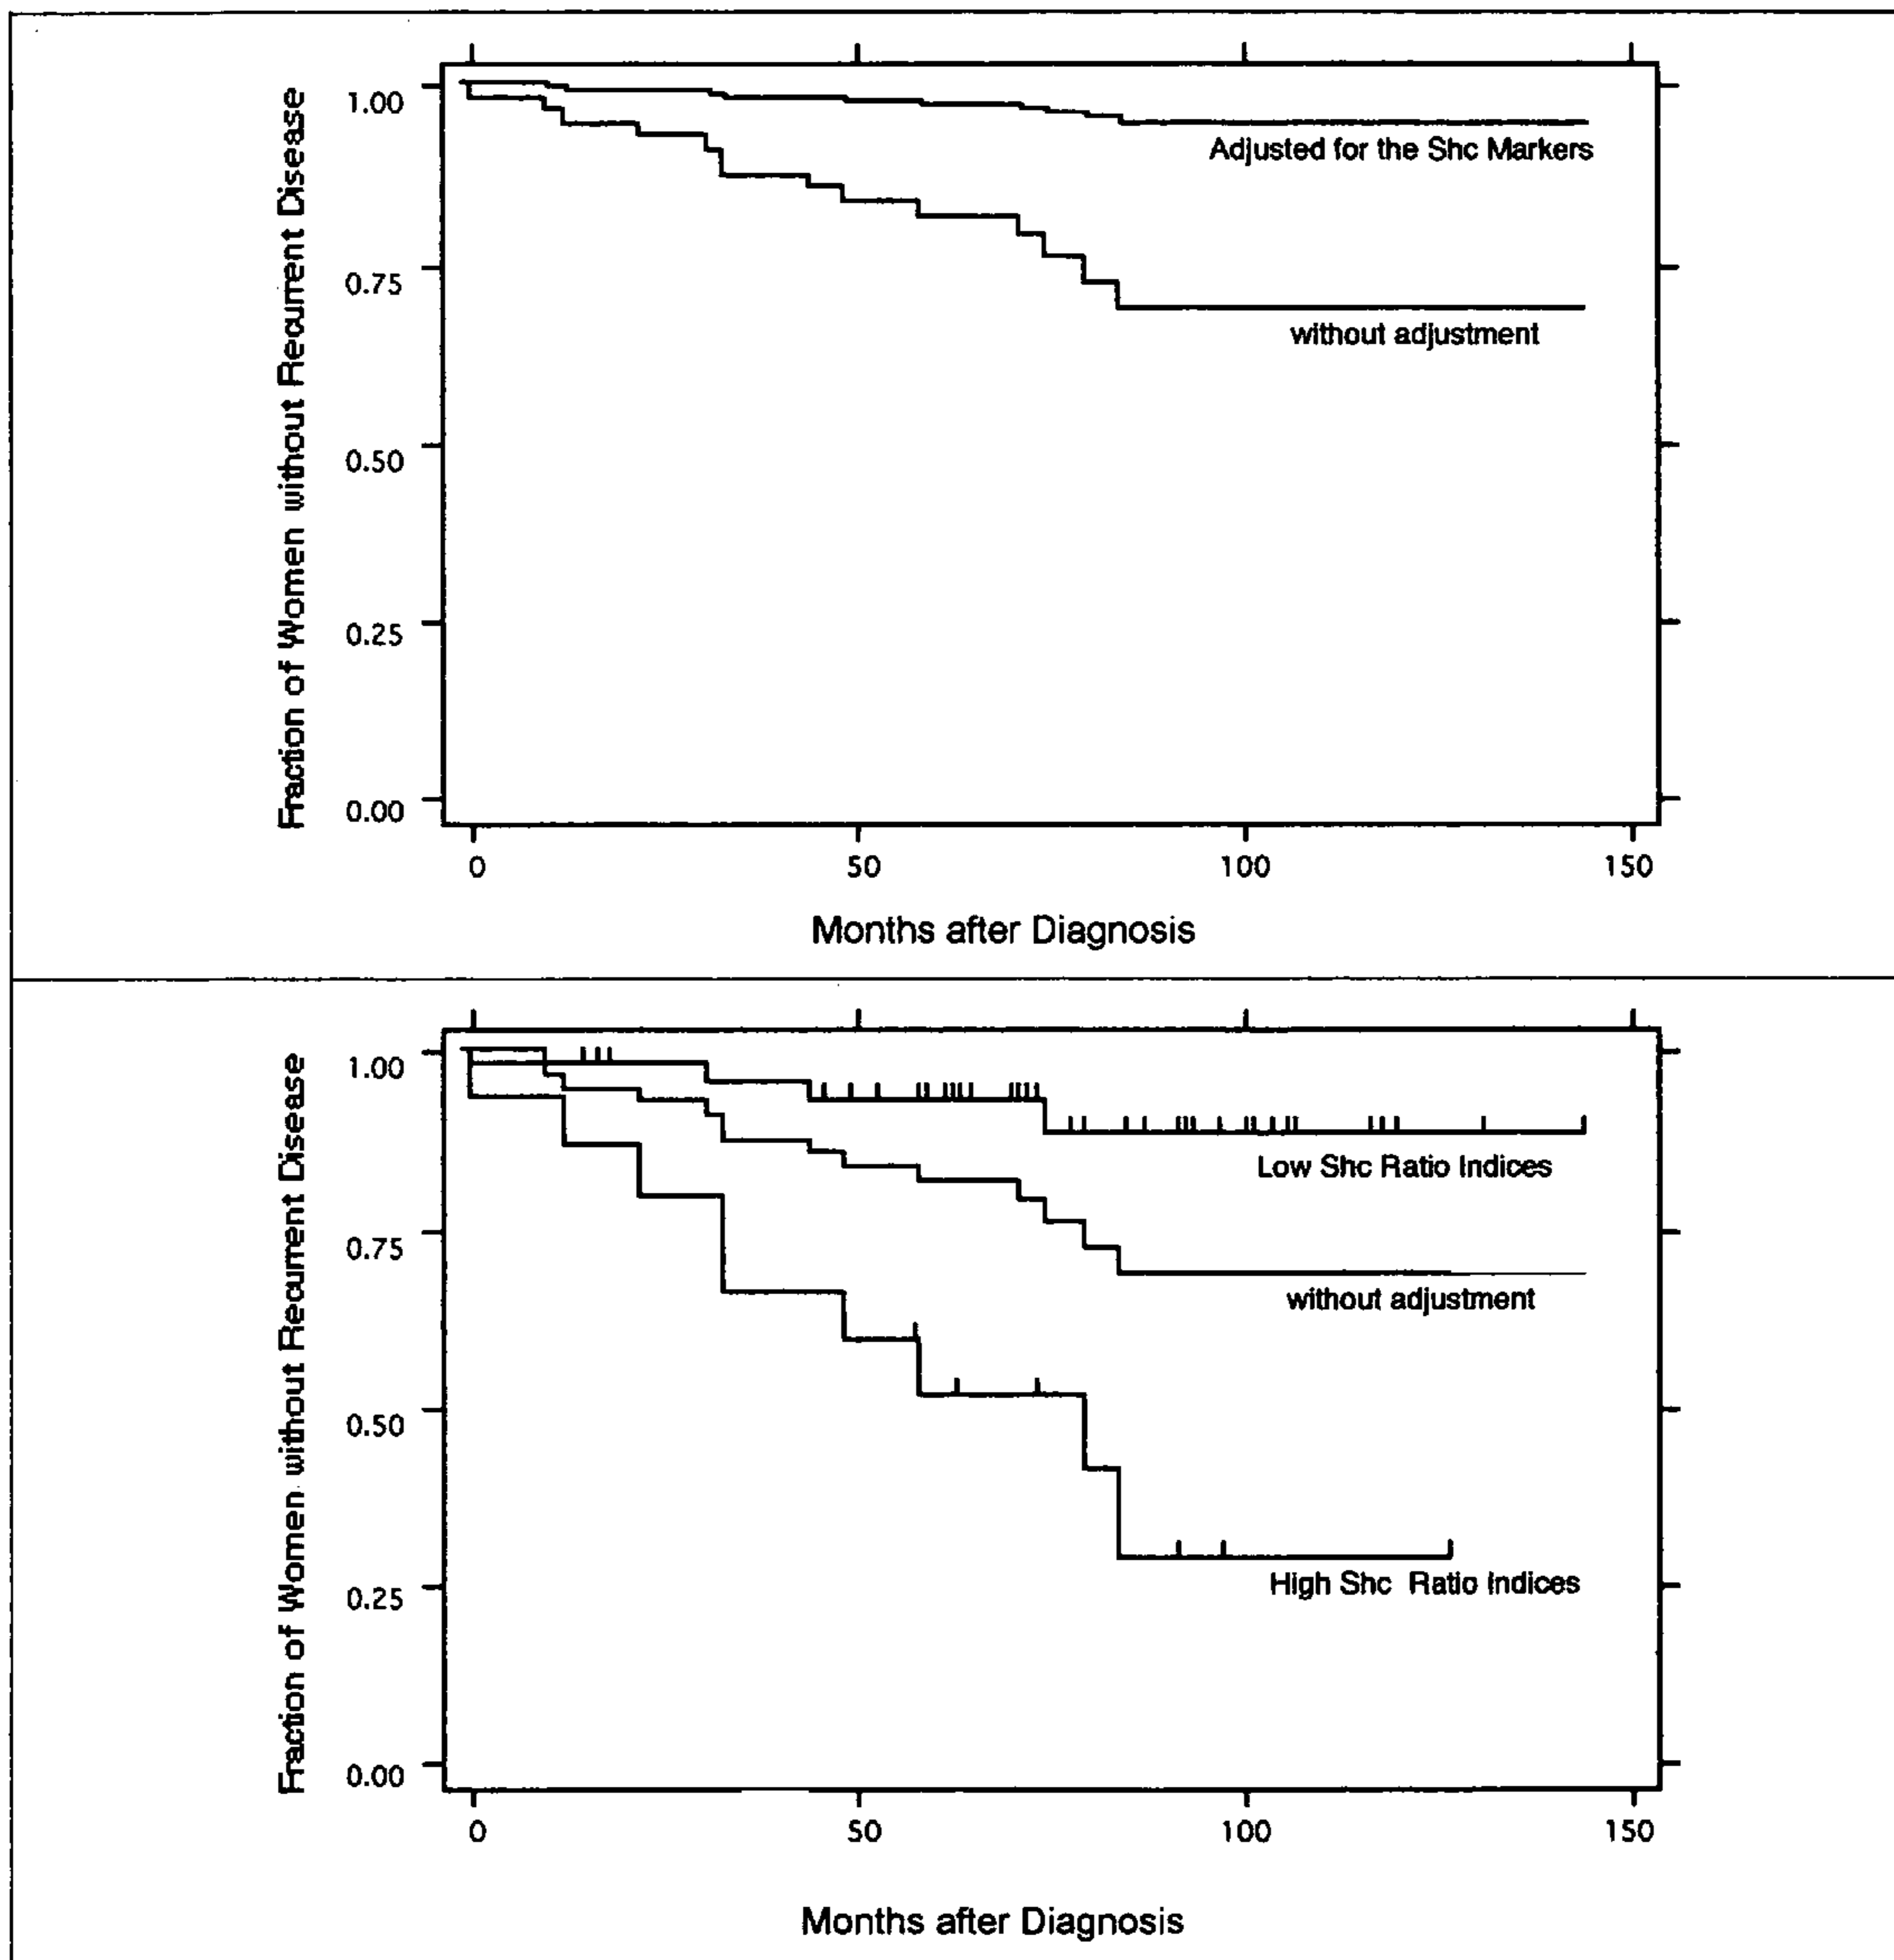 Fraction of Women without Recurrent Disease
1.00
0.75
0.50
0.25
0.00
Adjusted for the Shc Markers
without adjustment
0 50 100 150
Months after Diagnosis
Fraction of Women without Recurrent Disease
1.00
0.75
0.50
0.25
0.00
Low Shc Ratio Indices
without adjustment
High Shc Ratio Indices
0 50 100 150
Months after Diagnosis